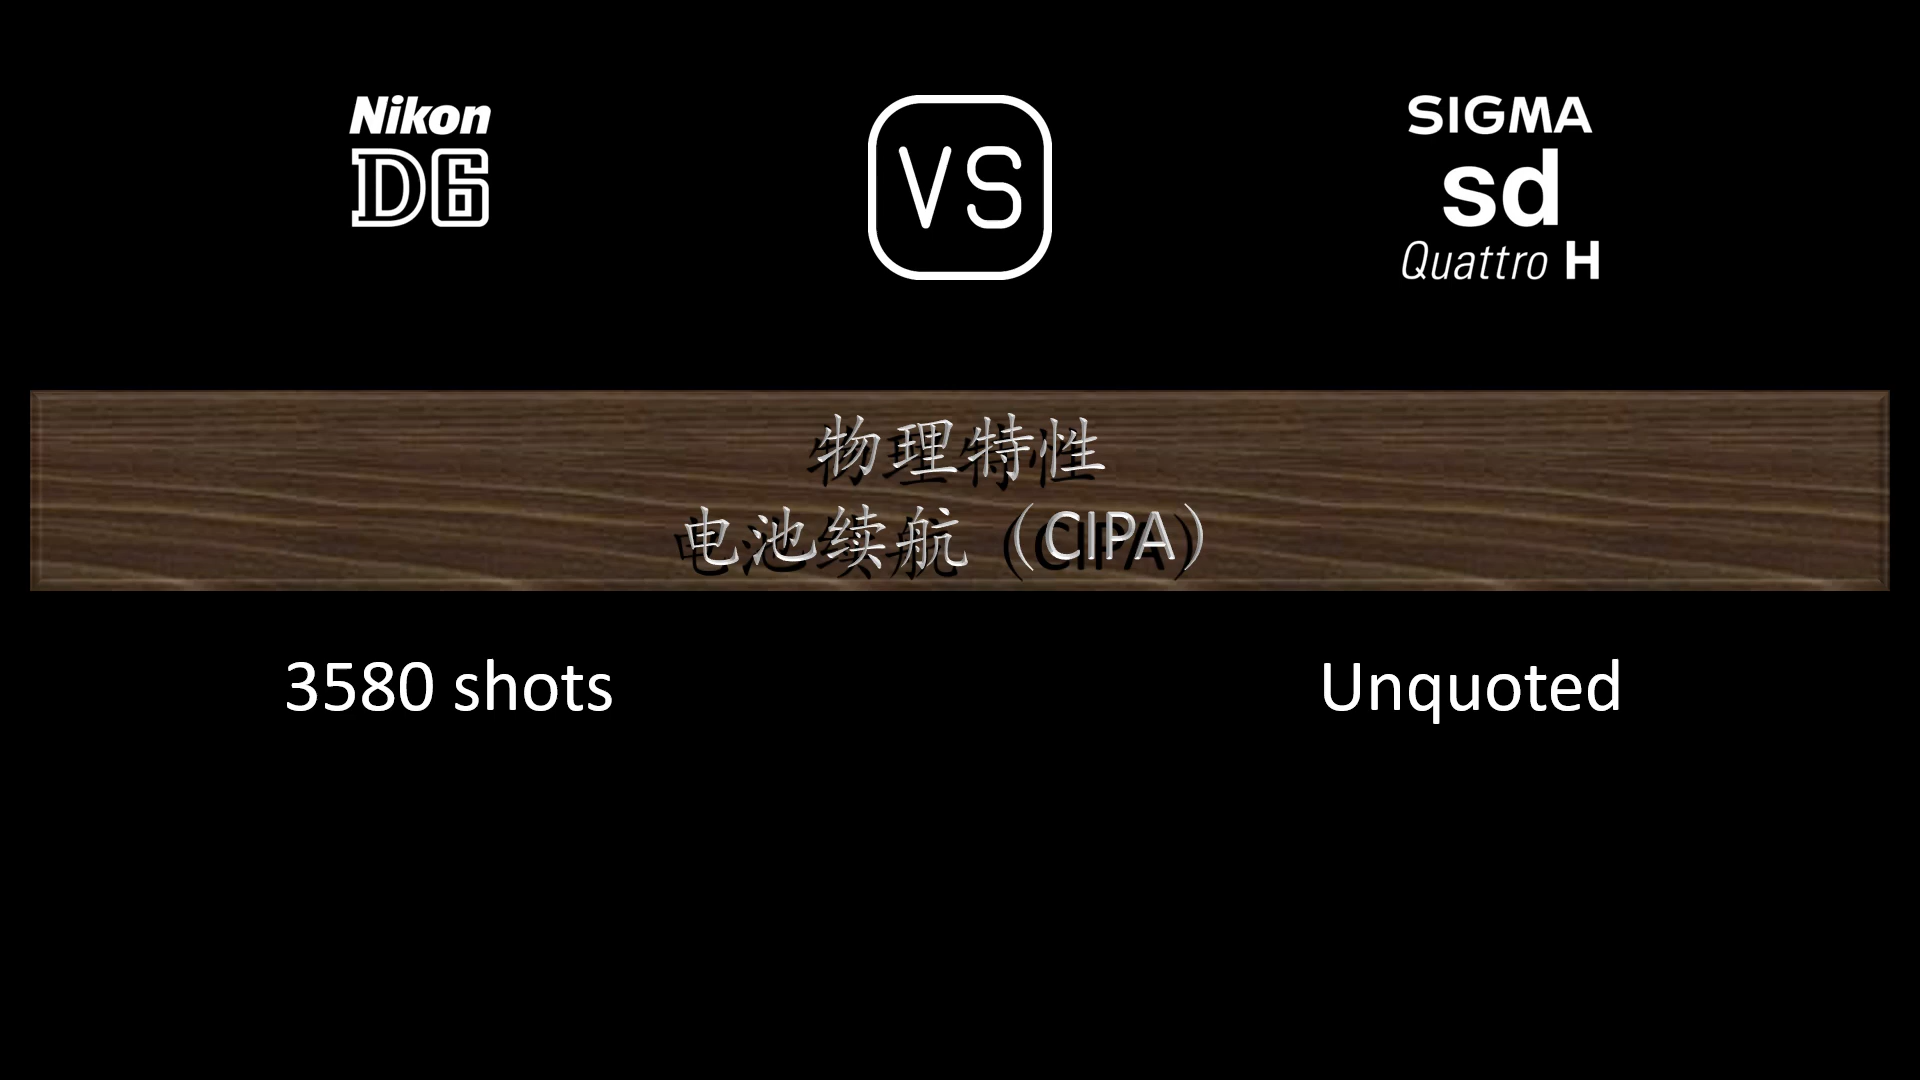 Nikon
D6
VS
SIGMA
sd
Quattro H
物理特性
电池续航（CIPA）
3580 shots
Unquoted